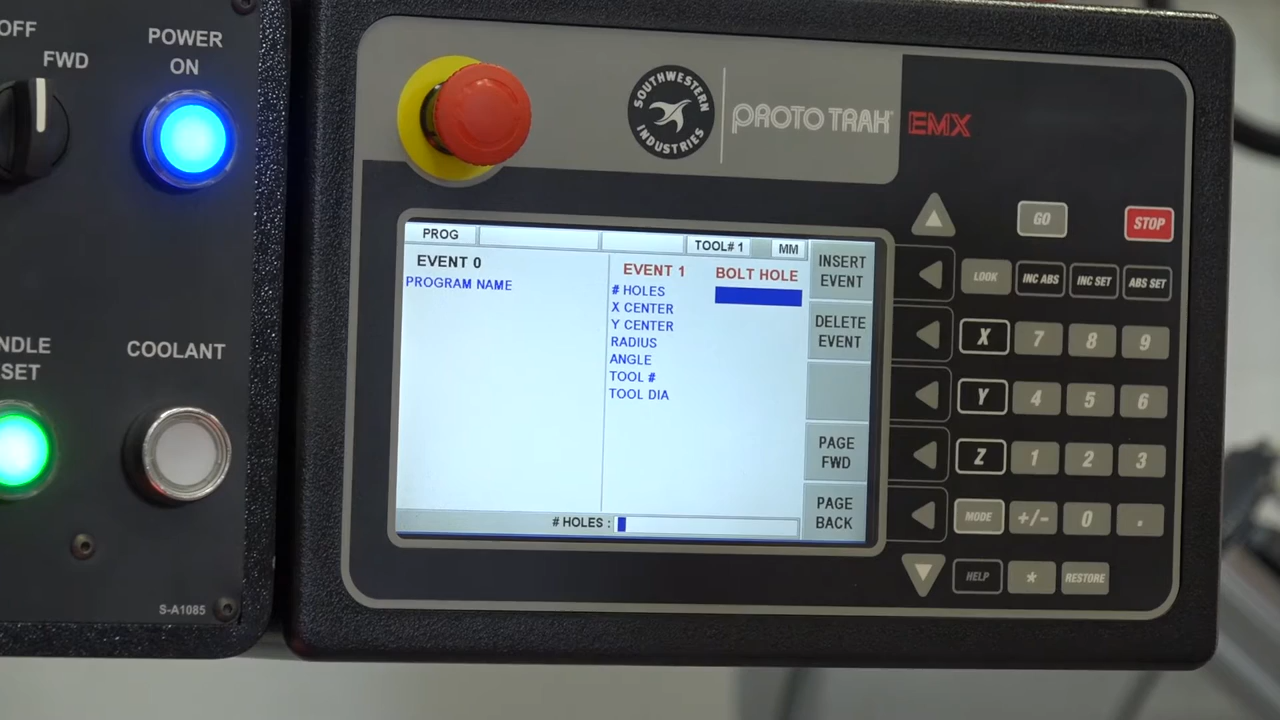 OFF
FWD
POWER
ON
NDLE
SET
COOLANT
S-A1085
SOUTHWESTERN
INDUSTRIES
PROTO TRAK EMX
PROG
TOOL# 1
MM
EVENT 0
PROGRAM NAME
EVENT 1 BOLT HOLE
# HOLES
X CENTER
Y CENTER
RADIUS
ANGLE
TOOL #
TOOL DIA
# HOLES :
INSERT
EVENT
DELETE
EVENT
PAGE
FWD
PAGE
BACK
GO STOP
LOOK INC ABS INC SET ABS SET
X 7 8 9
Y 4 5 6
Z 1 2 3
MODE +/- 0 .
HELP * RESTORE